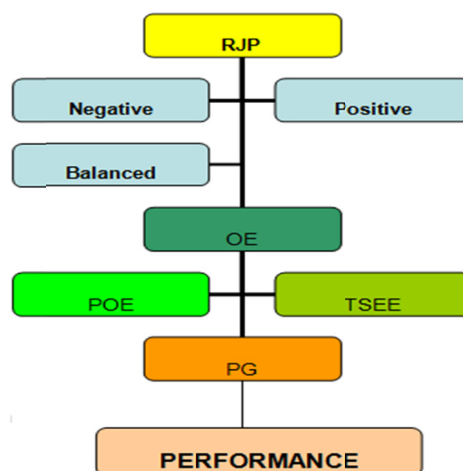 RJP
Negative
Positive
Balanced
OE
POE
TSEE
PG
PERFORMANCE